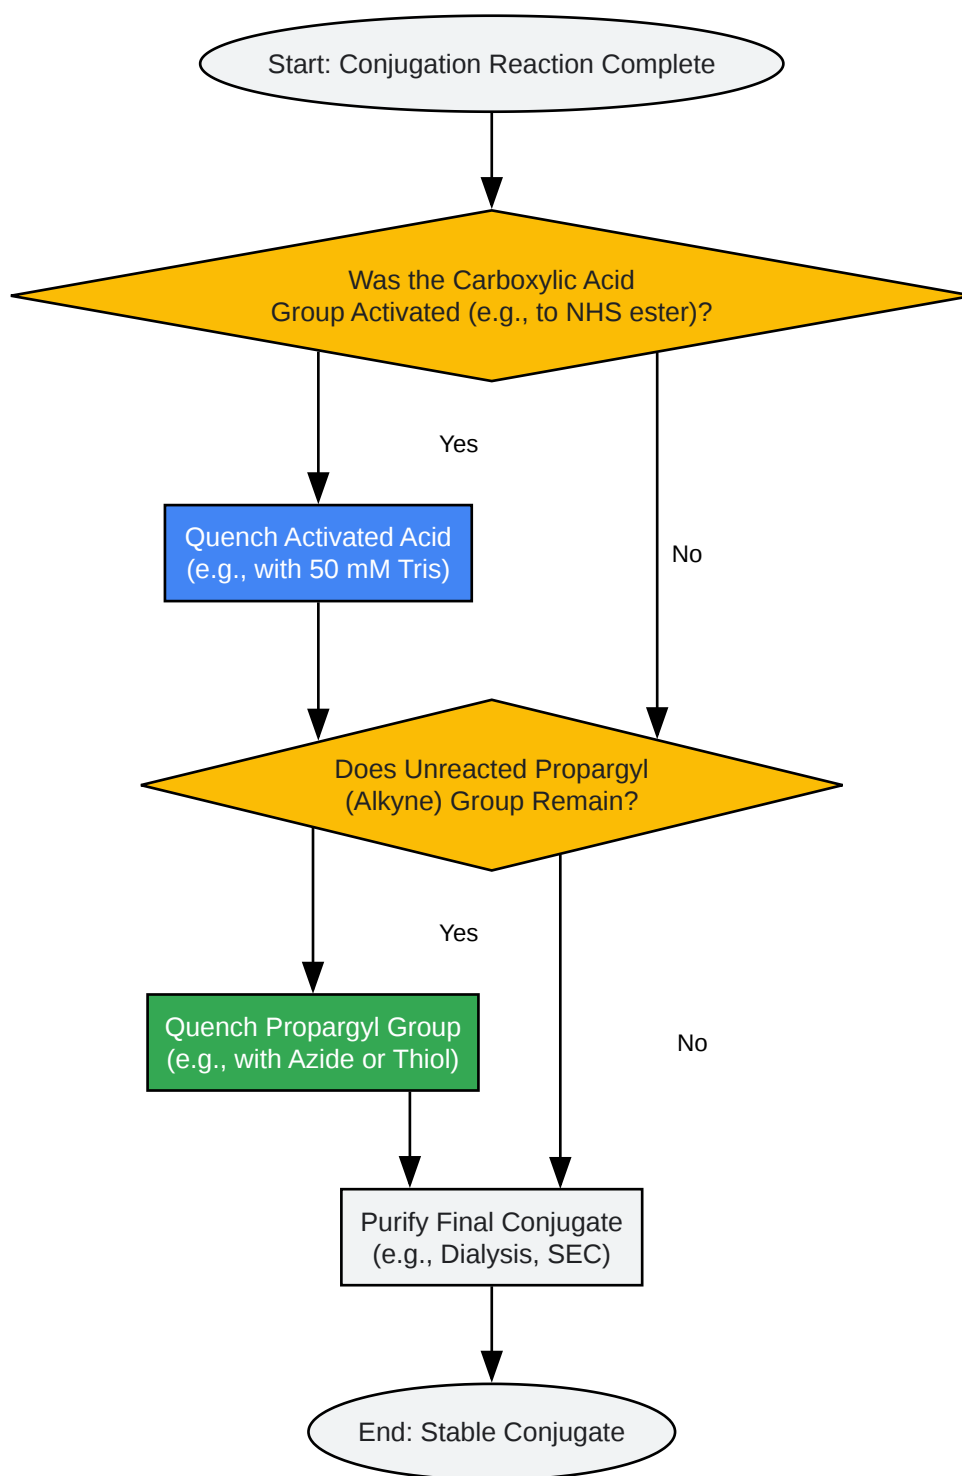 Start: Conjugation Reaction Complete
Was the Carboxylic Acid
Group Activated (e.g., to NHS ester)?
Yes
Quench Activated Acid
(e.g., with 50 mM Tris)
No
Does Unreacted Propargyl
(Alkyne) Group Remain?
Yes
Quench Propargyl Group
(e.g., with Azide or Thiol)
No
Purify Final Conjugate
(e.g., Dialysis, SEC)
End: Stable Conjugate